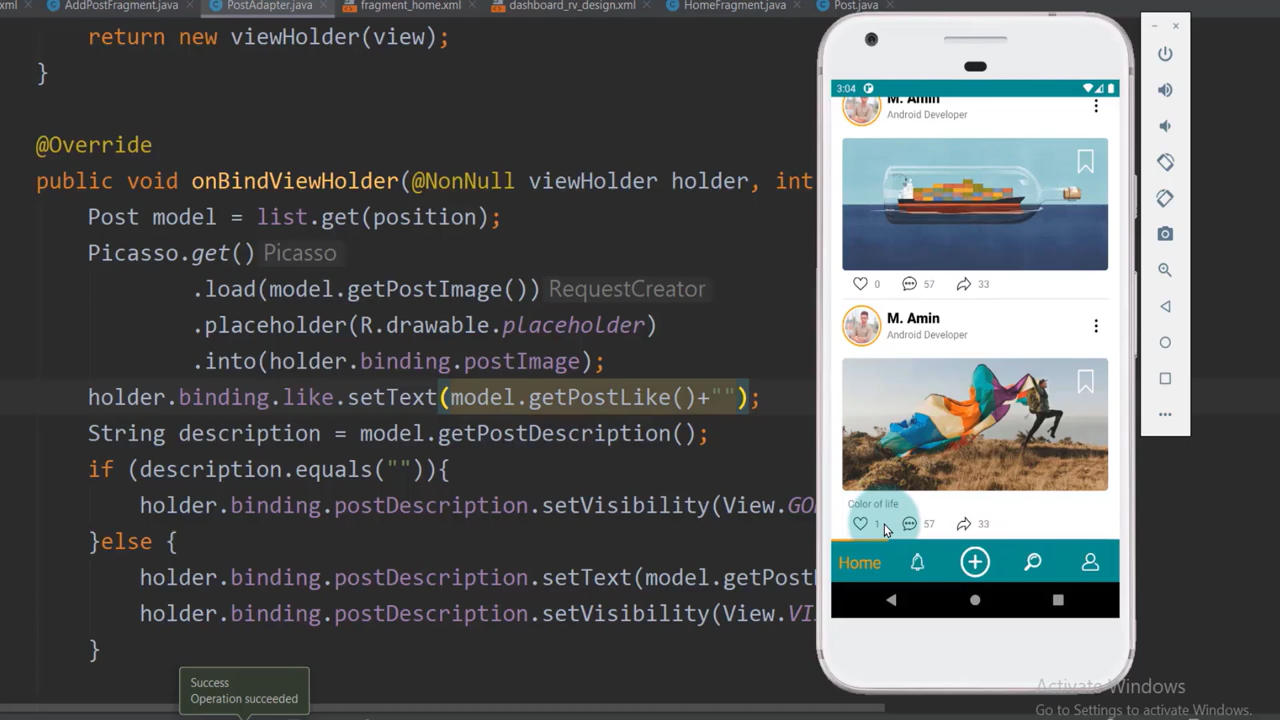 .xml
AddPostFragment.java
PostAdapter.java
fragment_home.xml
dashboard_rv_design.xml
HomeFragment.java
Post.java
return new viewHolder(view);
}
@Override
public void onBindViewHolder(@NonNull viewHolder holder, int
Post model = list.get(position);
Picasso.get() Picasso
.load(model.getPostImage()) RequestCreator
.placeholder(R.drawable.placeholder)
.into(holder.binding.postImage);
holder.binding.like.setText(model.getPostLike()+"");
String description = model.getPostDescription();
if (description.equals("")){
holder.binding.postDescription.setVisibility(View.GO
}else {
holder.binding.postDescription.setText(model.getPost
holder.binding.postDescription.setVisibility(View.VI
}
Success
Operation succeeded
3:04
M. Amin
Android Developer
0 57 33
M. Amin
Android Developer
Color of life
1 57 33
Home
Activate Windows
Go to Settings to activate Windows.